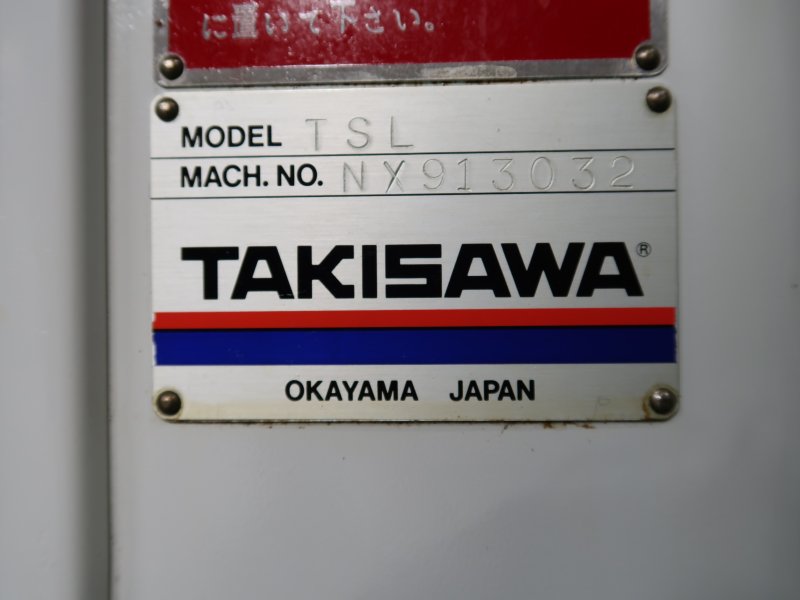 に置いて下さい。
MODEL TSL
MACH. NO. NX913032
TAKISAWA®
OKAYAMA JAPAN